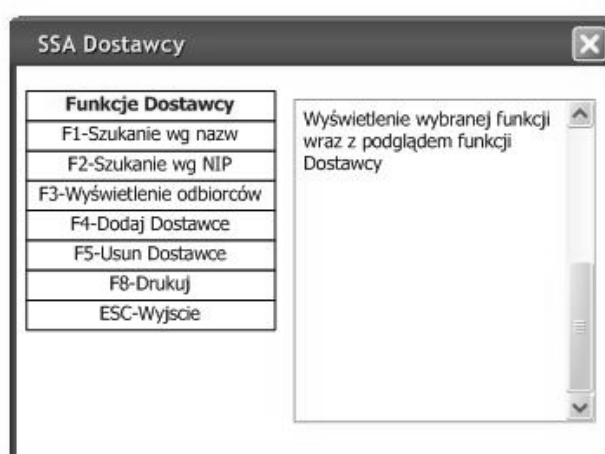 SSA Dostawcy
Funkcje Dostawcy
F1-Szukanie wg nazw
F2-Szukanie wg NIP
F3-Wyświetlenie odbiorców
F4-Dodaj Dostawce
F5-Usun Dostawce
F8-Drukuj
ESC-Wyjscie
Wyświetlenie wybranej funkcji
wraz z podglądem funkcji
Dostawcy